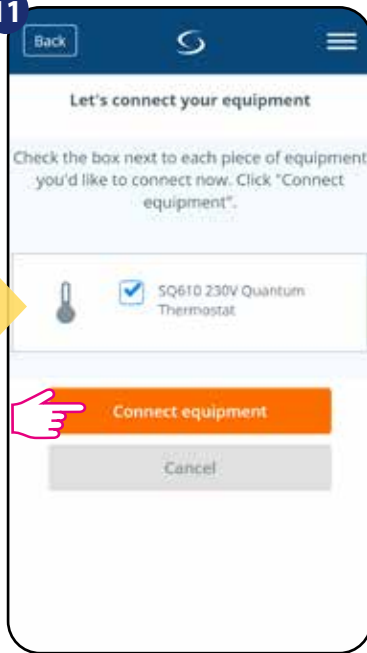 11
Back
Let's connect your equipment
Check the box next to each piece of equipment
you'd like to connect now. Click "Connect
equipment".
SQ610 230V Quantum
Thermostat
Connect equipment
Cancel